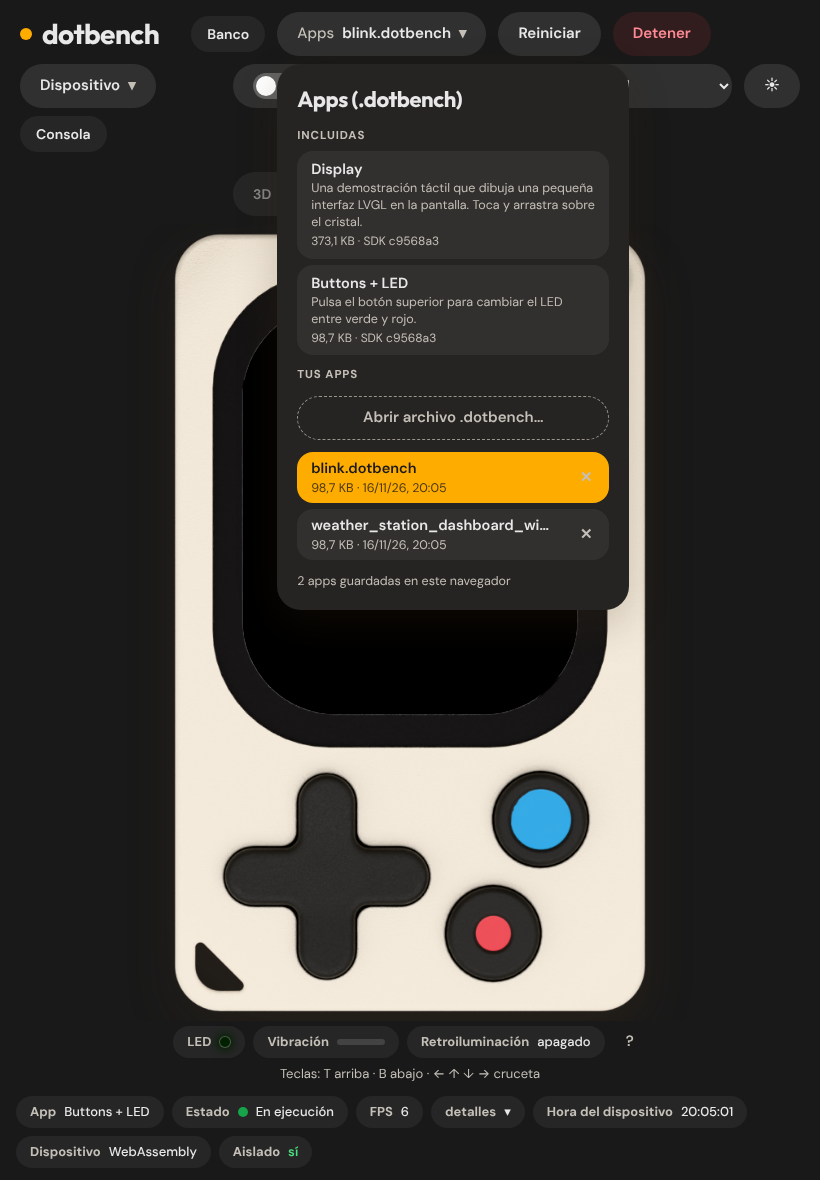 dotbench
Banco
Apps blink.dotbench ▾
Reiniciar
Detener
Dispositivo ▾
Consola
3D
Apps (.dotbench)
INCLUIDAS
Display
Una demostración táctil que dibuja una pequeña
interfaz LVGL en la pantalla. Toca y arrastra sobre
el cristal.
373,1 KB · SDK c9568a3
Buttons + LED
Pulsa el botón superior para cambiar el LED
entre verde y rojo.
98,7 KB · SDK c9568a3
TUS APPS
Abrir archivo .dotbench…
blink.dotbench
98,7 KB · 16/11/26, 20:05
weather_station_dashboard_wi…
98,7 KB · 16/11/26, 20:05
2 apps guardadas en este navegador
LED
Vibración
Retroiluminación apagado
?
Teclas: T arriba · B abajo · ← ↑ ↓ → cruceta
App Buttons + LED
Estado En ejecución
FPS 6
detalles ▾
Hora del dispositivo 20:05:01
Dispositivo WebAssembly
Aislado sí